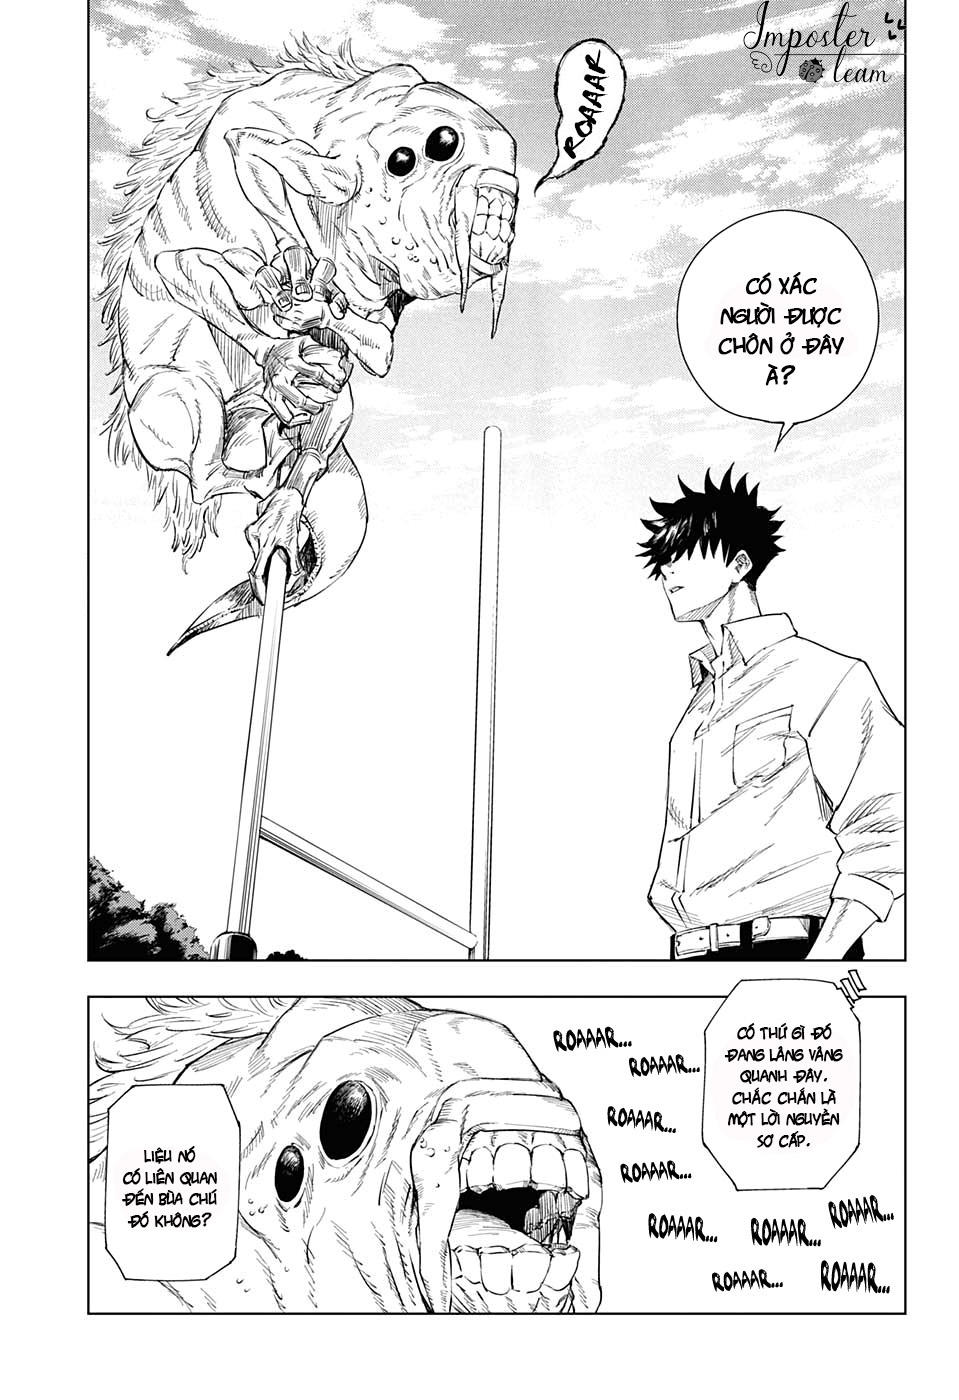 Imposter
team
ROAAAR
CÓ XÁC
NGƯỜI ĐƯỢC
CHÔN Ở ĐÂY
À?
CÓ THỨ GÌ ĐÓ
ĐANG LẢNG VẢNG
QUANH ĐÂY.
CHẮC CHẮN LÀ
MỘT LỜI NGUYỀN
SƠ CẤP.
ROAAAR...
ROAAAR...
ROAAAR...
ROAAAR...
ROAAAR...
ROAAAR...
ROAAAR...
ROAAAR...
ROAAAR...
LIỆU NÓ
CÓ LIÊN QUAN
ĐẾN BÙA CHÚ
ĐÓ KHÔNG?